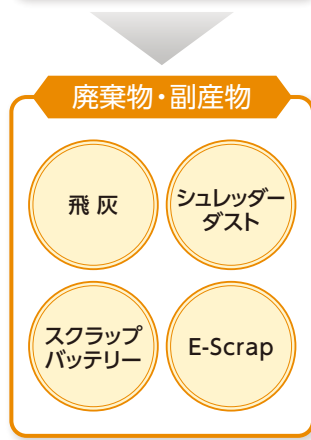 廃棄物・副産物
飛 灰
シュレッダー
ダスト
スクラップ
バッテリー
E-Scrap